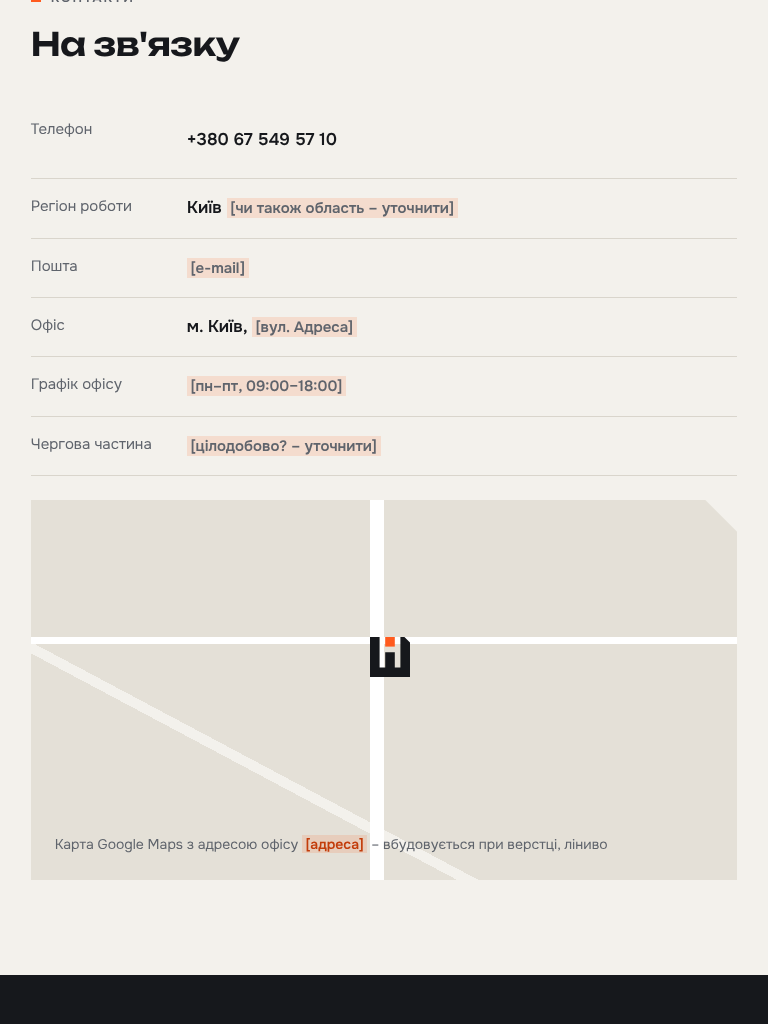 КОНТАКТИ
На зв'язку
Телефон
+380 67 549 57 10
Регіон роботи
Київ [чи також область – уточнити]
Пошта
[e-mail]
Офіс
м. Київ, [вул. Адреса]
Графік офісу
[пн–пт, 09:00–18:00]
Чергова частина
[цілодобово? – уточнити]
Карта Google Maps з адресою офісу [адреса] – вбудовується при верстці, ліниво